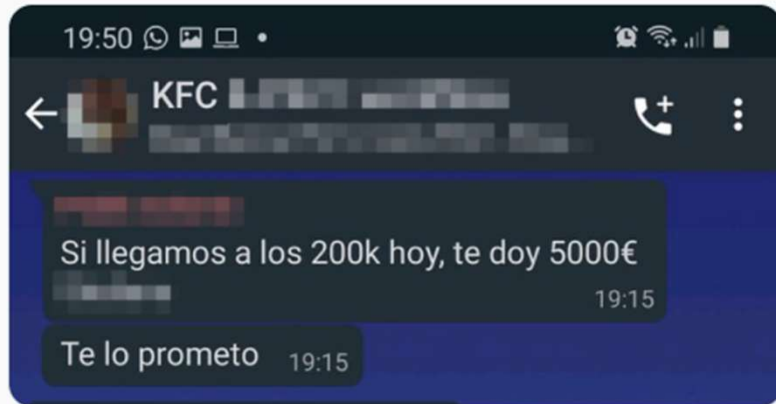 19:50
KFC
Si llegamos a los 200k hoy, te doy 5000€
19:15
Te lo prometo 19:15